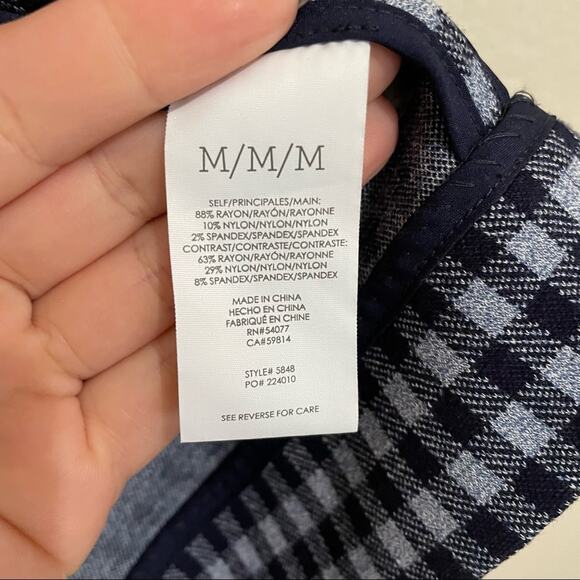 M/M/M
SELF/PRINCIPALES/MAIN:
88% RAYON/RAYÓN/RAYONNE
10% NYLON/NYLON/NYLON
2% SPANDEX/SPANDEX/SPANDEX
CONTRAST/CONTRASTE/CONTRASTE:
63% RAYON/RAYÓN/RAYONNE
29% NYLON/NYLON/NYLON
8% SPANDEX/SPANDEX/SPANDEX
MADE IN CHINA
HECHO EN CHINA
FABRIQUÉ EN CHINE
RN#54077
CA#59814
STYLE# 5848
PO# 224010
SEE REVERSE FOR CARE